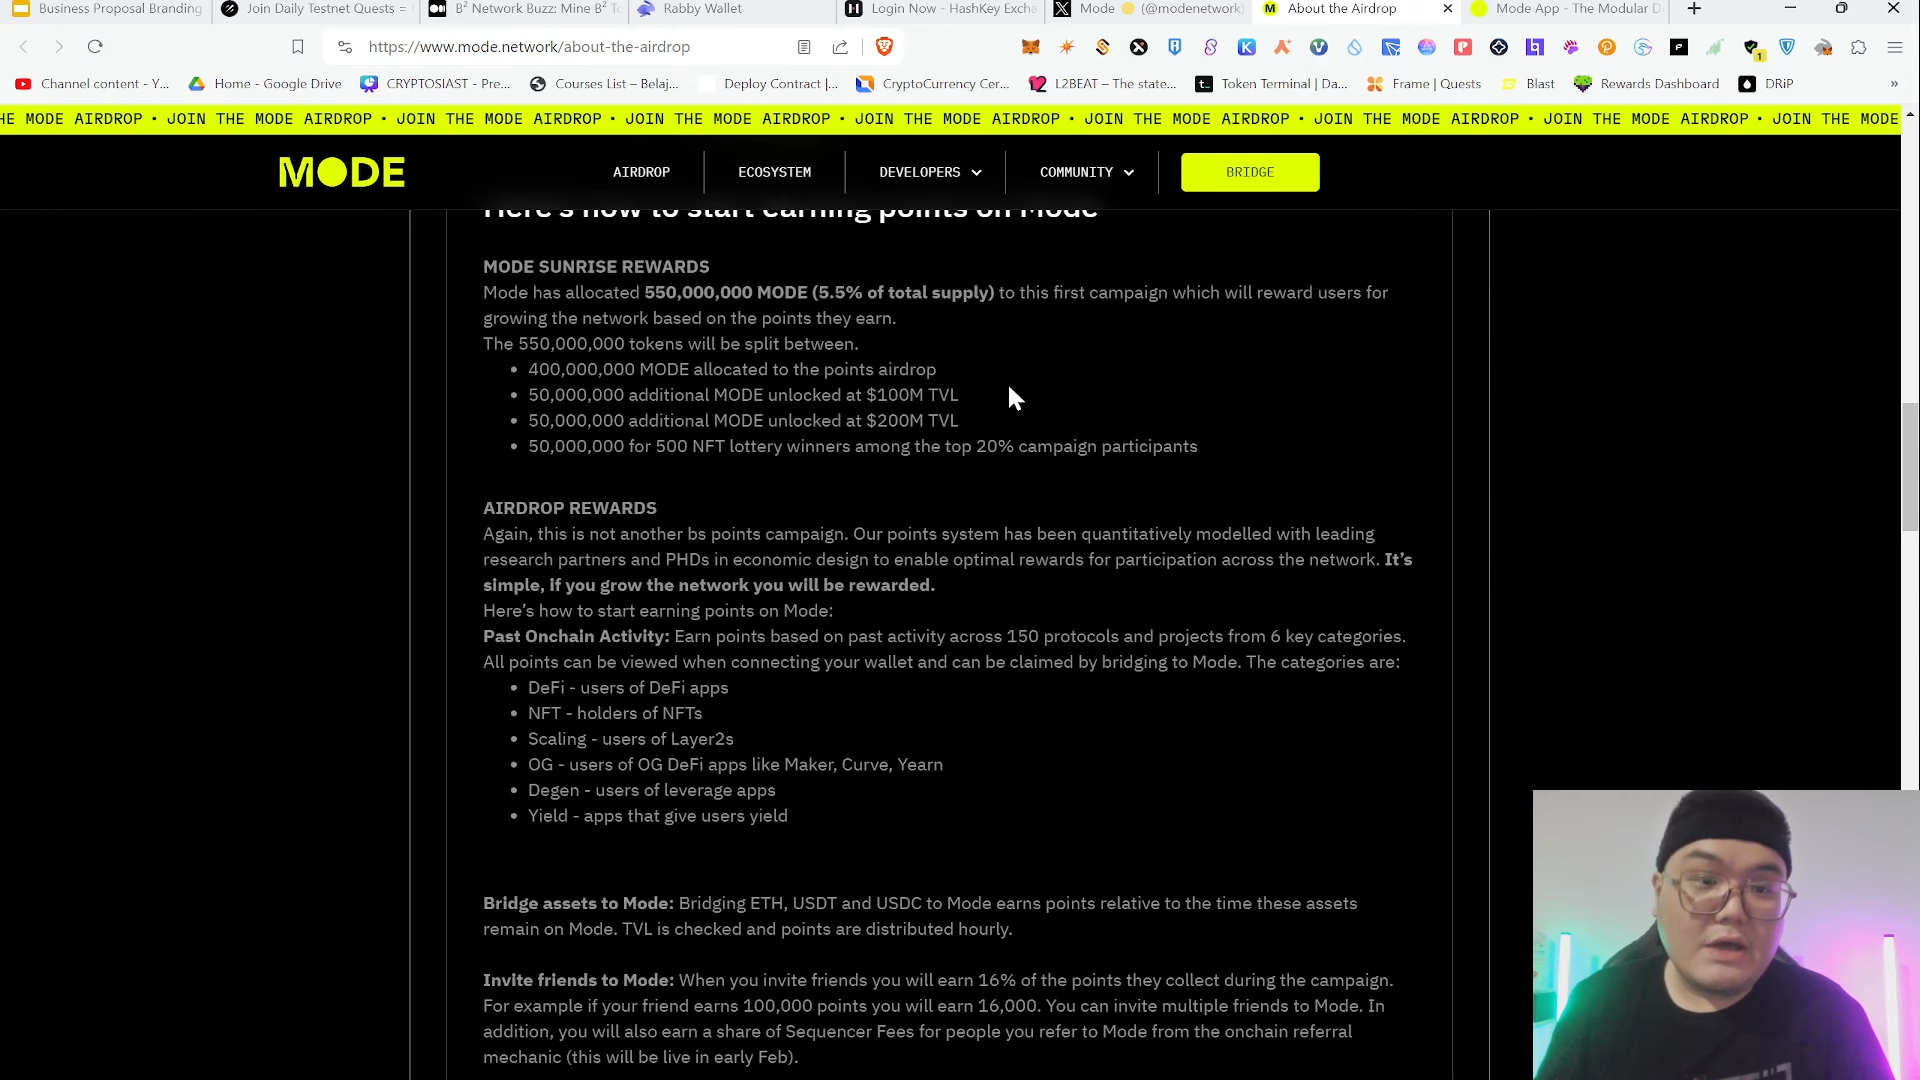 Business Proposal Branding
Join Daily Testnet Quests =
B² Network Buzz: Mine B² To
Rabby Wallet
Login Now - HashKey Excha
Mode (@modenetwork)
About the Airdrop
Mode App - The Modular D
https://www.mode.network/about-the-airdrop
Channel content - Y...
Home - Google Drive
CRYPTOSIAST - Pre...
Courses List – Belaj...
Deploy Contract |...
CryptoCurrency Cer...
L2BEAT – The state...
Token Terminal | Da...
Frame | Quests
Blast
Rewards Dashboard
DRiP
HE MODE AIRDROP • JOIN THE MODE AIRDROP • JOIN THE MODE AIRDROP • JOIN THE MODE AIRDROP • JOIN THE MODE AIRDROP • JOIN THE MODE AIRDROP • JOIN THE MODE AIRDROP • JOIN THE MODE AIRDROP • JOIN THE MODE
MODE
AIRDROP
ECOSYSTEM
DEVELOPERS
COMMUNITY
BRIDGE
Here's how to start earning points on Mode
MODE SUNRISE REWARDS
Mode has allocated 550,000,000 MODE (5.5% of total supply) to this first campaign which will reward users for
growing the network based on the points they earn.
The 550,000,000 tokens will be split between.
• 400,000,000 MODE allocated to the points airdrop
• 50,000,000 additional MODE unlocked at $100M TVL
• 50,000,000 additional MODE unlocked at $200M TVL
• 50,000,000 for 500 NFT lottery winners among the top 20% campaign participants
AIRDROP REWARDS
Again, this is not another bs points campaign. Our points system has been quantitatively modelled with leading
research partners and PHDs in economic design to enable optimal rewards for participation across the network. It's
simple, if you grow the network you will be rewarded.
Here's how to start earning points on Mode:
Past Onchain Activity: Earn points based on past activity across 150 protocols and projects from 6 key categories.
All points can be viewed when connecting your wallet and can be claimed by bridging to Mode. The categories are:
• DeFi - users of DeFi apps
• NFT - holders of NFTs
• Scaling - users of Layer2s
• OG - users of OG DeFi apps like Maker, Curve, Yearn
• Degen - users of leverage apps
• Yield - apps that give users yield
Bridge assets to Mode: Bridging ETH, USDT and USDC to Mode earns points relative to the time these assets
remain on Mode. TVL is checked and points are distributed hourly.
Invite friends to Mode: When you invite friends you will earn 16% of the points they collect during the campaign.
For example if your friend earns 100,000 points you will earn 16,000. You can invite multiple friends to Mode. In
addition, you will also earn a share of Sequencer Fees for people you refer to Mode from the onchain referral
mechanic (this will be live in early Feb).